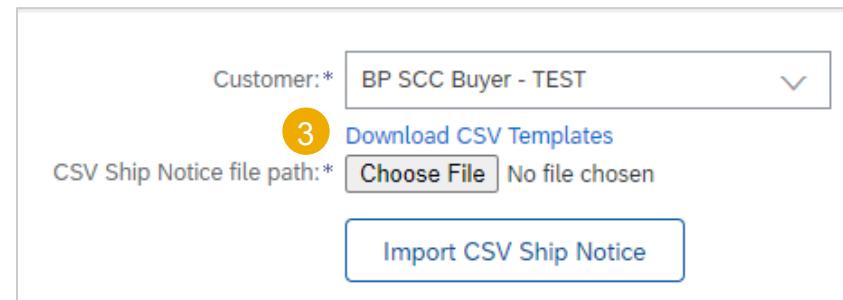 Customer:* BP SCC Buyer - TEST
3 Download CSV Templates
CSV Ship Notice file path:* Choose File No file chosen
Import CSV Ship Notice